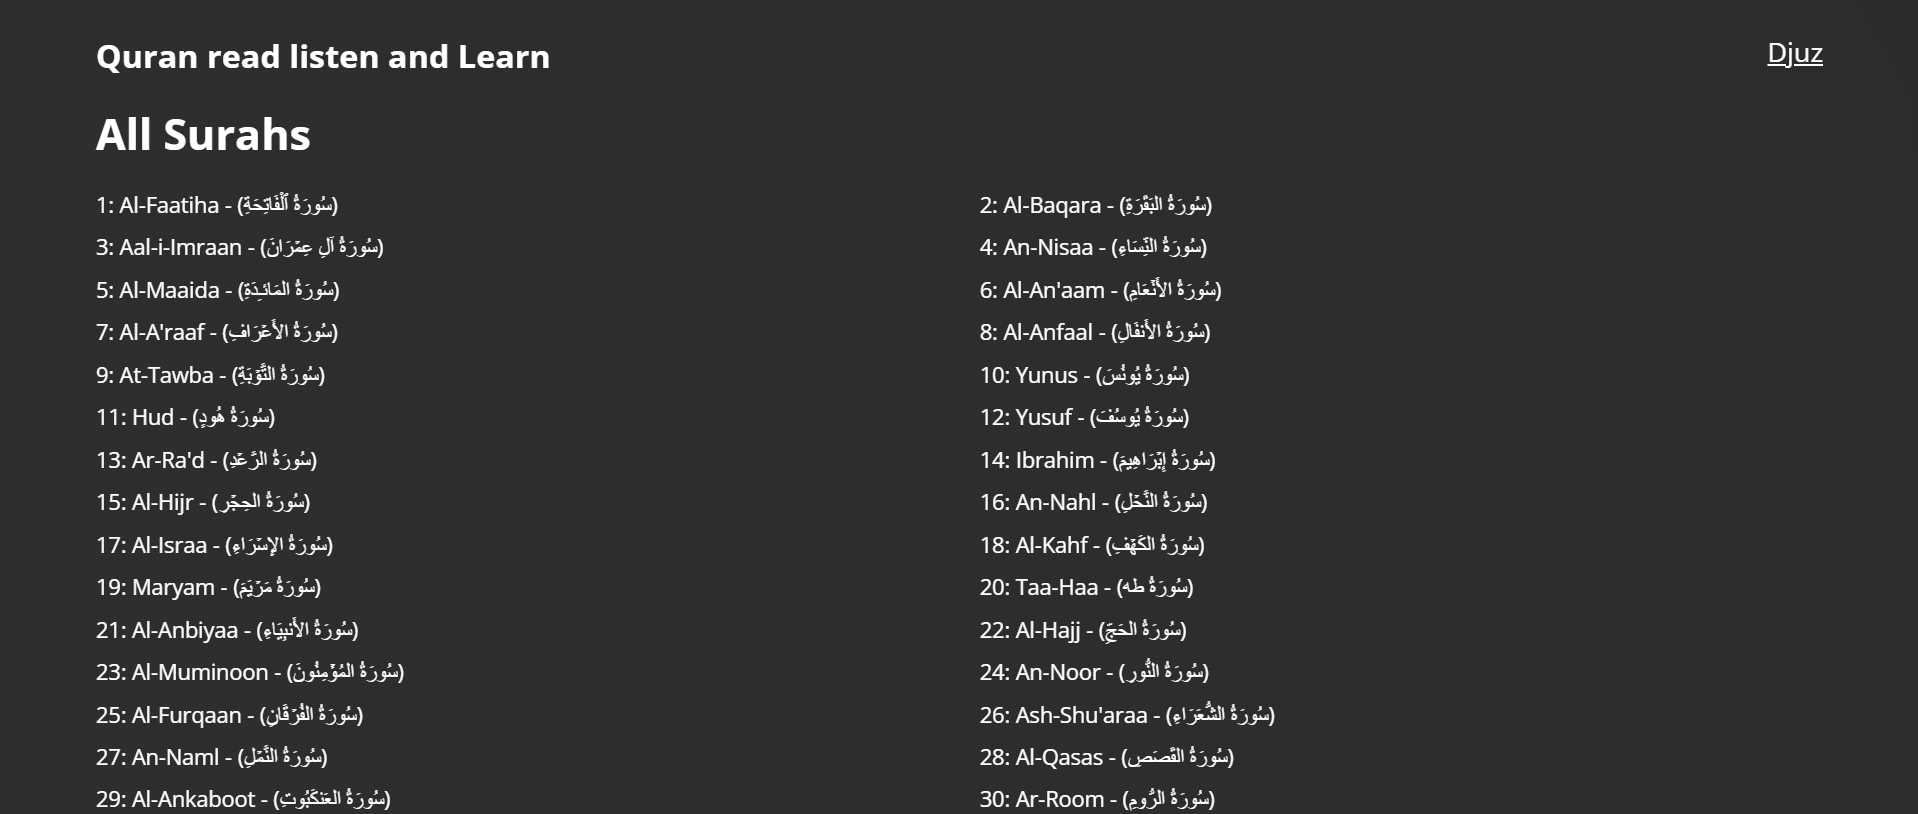 Quran read listen and Learn
Djuz
All Surahs
1: Al-Faatiha - (سُورَةُ ٱلْفَاتِحَةِ)
2: Al-Baqara - (سُورَةُ البَقَرَةِ)
3: Aal-i-Imraan - (سُورَةُ آلِ عِمۡرَانَ)
4: An-Nisaa - (سُورَةُ النِّسَاءِ)
5: Al-Maaida - (سُورَةُ المَائـِدَةِ)
6: Al-An'aam - (سُورَةُ الأَنۡعَامِ)
7: Al-A'raaf - (سُورَةُ الأَعۡرَافِ)
8: Al-Anfaal - (سُورَةُ الأَنفَالِ)
9: At-Tawba - (سُورَةُ التَّوۡبَةِ)
10: Yunus - (سُورَةُ يُونُسَ)
11: Hud - (سُورَةُ هُودٍ)
12: Yusuf - (سُورَةُ يُوسُفَ)
13: Ar-Ra'd - (سُورَةُ الرَّعۡدِ)
14: Ibrahim - (سُورَةُ إِبۡرَاهِيمَ)
15: Al-Hijr - (سُورَةُ الحِجۡرِ)
16: An-Nahl - (سُورَةُ النَّحۡلِ)
17: Al-Israa - (سُورَةُ الإِسۡرَاءِ)
18: Al-Kahf - (سُورَةُ الكَهۡفِ)
19: Maryam - (سُورَةُ مَرۡيَمَ)
20: Taa-Haa - (سُورَةُ طه)
21: Al-Anbiyaa - (سُورَةُ الأَنبِيَاءِ)
22: Al-Hajj - (سُورَةُ الحَجِّ)
23: Al-Muminoon - (سُورَةُ المُؤۡمِنُونَ)
24: An-Noor - (سُورَةُ النُّورِ)
25: Al-Furqaan - (سُورَةُ الفُرۡقَانِ)
26: Ash-Shu'araa - (سُورَةُ الشُّعَرَاءِ)
27: An-Naml - (سُورَةُ النَّمۡلِ)
28: Al-Qasas - (سُورَةُ القَصَصِ)
29: Al-Ankaboot - (سُورَةُ العَنكَبُوتِ)
30: Ar-Room - (سُورَةُ الرُّومِ)